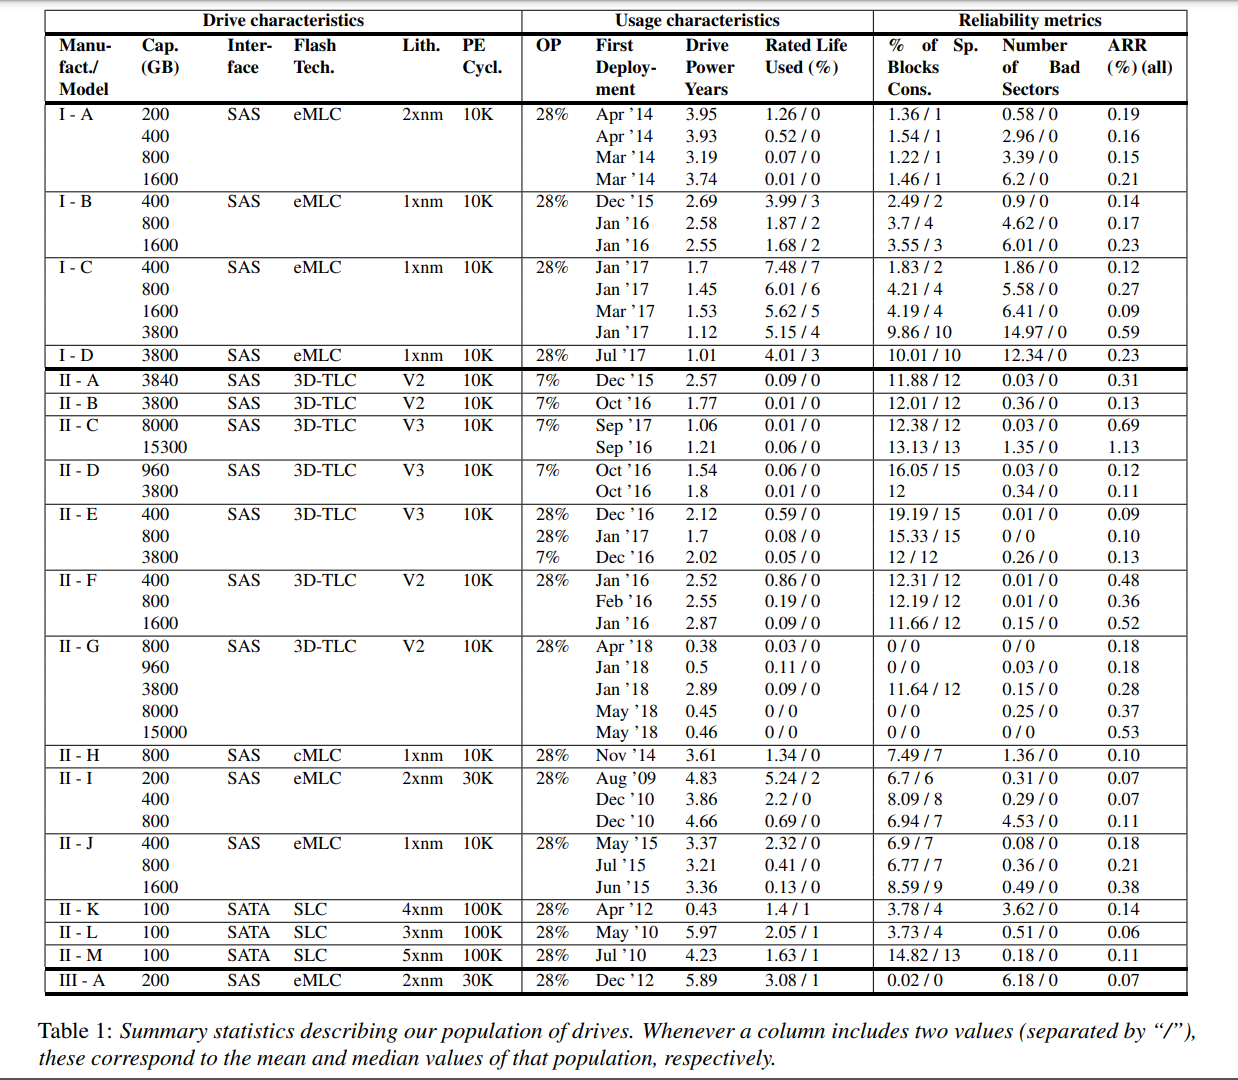 Drive characteristics Usage characteristics Reliability metrics
Manu- Cap. Inter- Flash Lith. PE OP First Drive Rated Life % of Sp. Number ARR
fact./ (GB) face Tech. Cycl. Deploy- Power Used (%) Blocks of Bad (%) (all)
Model ment Years Cons. Sectors
I - A 200 SAS eMLC 2xnm 10K 28% Apr ’14 3.95 1.26 / 0 1.36 / 1 0.58 / 0 0.19
400 Apr ’14 3.93 0.52 / 0 1.54 / 1 2.96 / 0 0.16
800 Mar ’14 3.19 0.07 / 0 1.22 / 1 3.39 / 0 0.15
1600 Mar ’14 3.74 0.01 / 0 1.46 / 1 6.2 / 0 0.21
I - B 400 SAS eMLC 1xnm 10K 28% Dec ’15 2.69 3.99 / 3 2.49 / 2 0.9 / 0 0.14
800 Jan ’16 2.58 1.87 / 2 3.7 / 4 4.62 / 0 0.17
1600 Jan ’16 2.55 1.68 / 2 3.55 / 3 6.01 / 0 0.23
I - C 400 SAS eMLC 1xnm 10K 28% Jan ’17 1.7 7.48 / 7 1.83 / 2 1.86 / 0 0.12
800 Jan ’17 1.45 6.01 / 6 4.21 / 4 5.58 / 0 0.27
1600 Mar ’17 1.53 5.62 / 5 4.19 / 4 6.41 / 0 0.09
3800 Jan ’17 1.12 5.15 / 4 9.86 / 10 14.97 / 0 0.59
I - D 3800 SAS eMLC 1xnm 10K 28% Jul ’17 1.01 4.01 / 3 10.01 / 10 12.34 / 0 0.23
II - A 3840 SAS 3D-TLC V2 10K 7% Dec ’15 2.57 0.09 / 0 11.88 / 12 0.03 / 0 0.31
II - B 3800 SAS 3D-TLC V2 10K 7% Oct ’16 1.77 0.01 / 0 12.01 / 12 0.36 / 0 0.13
II - C 8000 SAS 3D-TLC V3 10K 7% Sep ’17 1.06 0.01 / 0 12.38 / 12 0.03 / 0 0.69
15300 Sep ’16 1.21 0.06 / 0 13.13 / 13 1.35 / 0 1.13
II - D 960 SAS 3D-TLC V3 10K 7% Oct ’16 1.54 0.06 / 0 16.05 / 15 0.03 / 0 0.12
3800 Oct ’16 1.8 0.01 / 0 12 0.34 / 0 0.11
II - E 400 SAS 3D-TLC V3 10K 28% Dec ’16 2.12 0.59 / 0 19.19 / 15 0.01 / 0 0.09
800 28% Jan ’17 1.7 0.08 / 0 15.33 / 15 0 / 0 0.10
3800 7% Dec ’16 2.02 0.05 / 0 12 / 12 0.26 / 0 0.13
II - F 400 SAS 3D-TLC V2 10K 28% Jan ’16 2.52 0.86 / 0 12.31 / 12 0.01 / 0 0.48
800 Feb ’16 2.55 0.19 / 0 12.19 / 12 0.01 / 0 0.36
1600 Jan ’16 2.87 0.09 / 0 11.66 / 12 0.15 / 0 0.52
II - G 800 SAS 3D-TLC V2 10K 28% Apr ’18 0.38 0.03 / 0 0 / 0 0 / 0 0.18
960 Jan ’18 0.5 0.11 / 0 0 / 0 0.03 / 0 0.18
3800 Jan ’18 2.89 0.09 / 0 11.64 / 12 0.15 / 0 0.28
8000 May ’18 0.45 0 / 0 0 / 0 0.25 / 0 0.37
15000 May ’18 0.46 0 / 0 0 / 0 0 / 0 0.53
II - H 800 SAS cMLC 1xnm 10K 28% Nov ’14 3.61 1.34 / 0 7.49 / 7 1.36 / 0 0.10
II - I 200 SAS eMLC 2xnm 30K 28% Aug ’09 4.83 5.24 / 2 6.7 / 6 0.31 / 0 0.07
400 Dec ’10 3.86 2.2 / 0 8.09 / 8 0.29 / 0 0.07
800 Dec ’10 4.66 0.69 / 0 6.94 / 7 4.53 / 0 0.11
II - J 400 SAS eMLC 1xnm 10K 28% May ’15 3.37 2.32 / 0 6.9 / 7 0.08 / 0 0.18
800 Jul ’15 3.21 0.41 / 0 6.77 / 7 0.36 / 0 0.21
1600 Jun ’15 3.36 0.13 / 0 8.59 / 9 0.49 / 0 0.38
II - K 100 SATA SLC 4xnm 100K 28% Apr ’12 0.43 1.4 / 1 3.78 / 4 3.62 / 0 0.14
II - L 100 SATA SLC 3xnm 100K 28% May ’10 5.97 2.05 / 1 3.73 / 4 0.51 / 0 0.06
II - M 100 SATA SLC 5xnm 100K 28% Jul ’10 4.23 1.63 / 1 14.82 / 13 0.18 / 0 0.11
III - A 200 SAS eMLC 2xnm 30K 28% Dec ’12 5.89 3.08 / 1 0.02 / 0 6.18 / 0 0.07
Table 1: Summary statistics describing our population of drives. Whenever a column includes two values (separated by “/”),
these correspond to the mean and median values of that population, respectively.